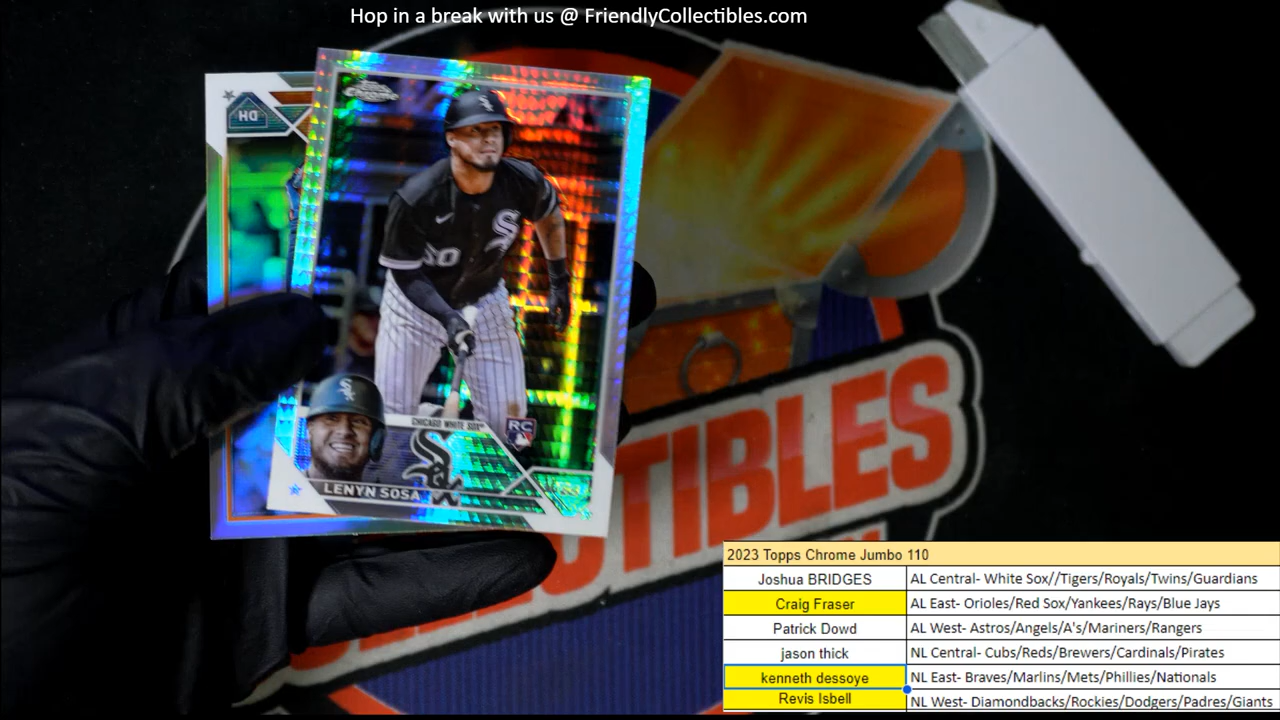 Hop in a break with us @ FriendlyCollectibles.com
DH
Topps Chrome
CHICAGO WHITE SOX
RC
LENYN SOSA
TIBLES
2023 Topps Chrome Jumbo 110
Joshua BRIDGES AL Central- White Sox//Tigers/Royals/Twins/Guardians
Craig Fraser AL East- Orioles/Red Sox/Yankees/Rays/Blue Jays
Patrick Dowd AL West- Astros/Angels/A's/Mariners/Rangers
jason thick NL Central- Cubs/Reds/Brewers/Cardinals/Pirates
kenneth dessoye NL East- Braves/Marlins/Mets/Phillies/Nationals
Revis Isbell NL West- Diamondbacks/Rockies/Dodgers/Padres/Giants